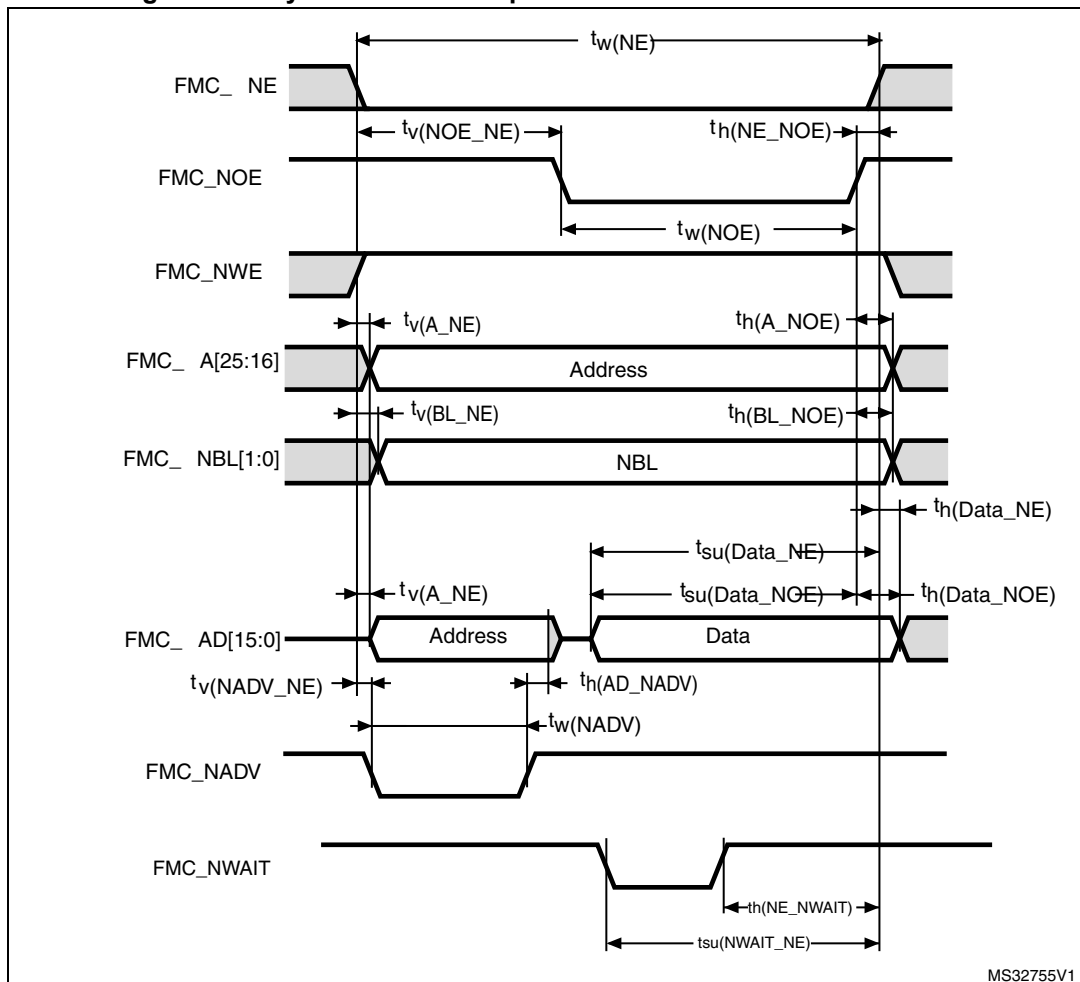 tw(NE)
FMC_ NE
tv(NOE_NE)
th(NE_NOE)
FMC_NOE
tw(NOE)
FMC_NWE
tv(A_NE)
th(A_NOE)
FMC_ A[25:16]
Address
tv(BL_NE)
th(BL_NOE)
FMC_ NBL[1:0]
NBL
th(Data_NE)
tsu(Data_NE)
tv(A_NE)
tsu(Data_NOE)
th(Data_NOE)
FMC_ AD[15:0]
Address
Data
tv(NADV_NE)
th(AD_NADV)
tw(NADV)
FMC_NADV
FMC_NWAIT
th(NE_NWAIT)
tsu(NWAIT_NE)
MS32755V1